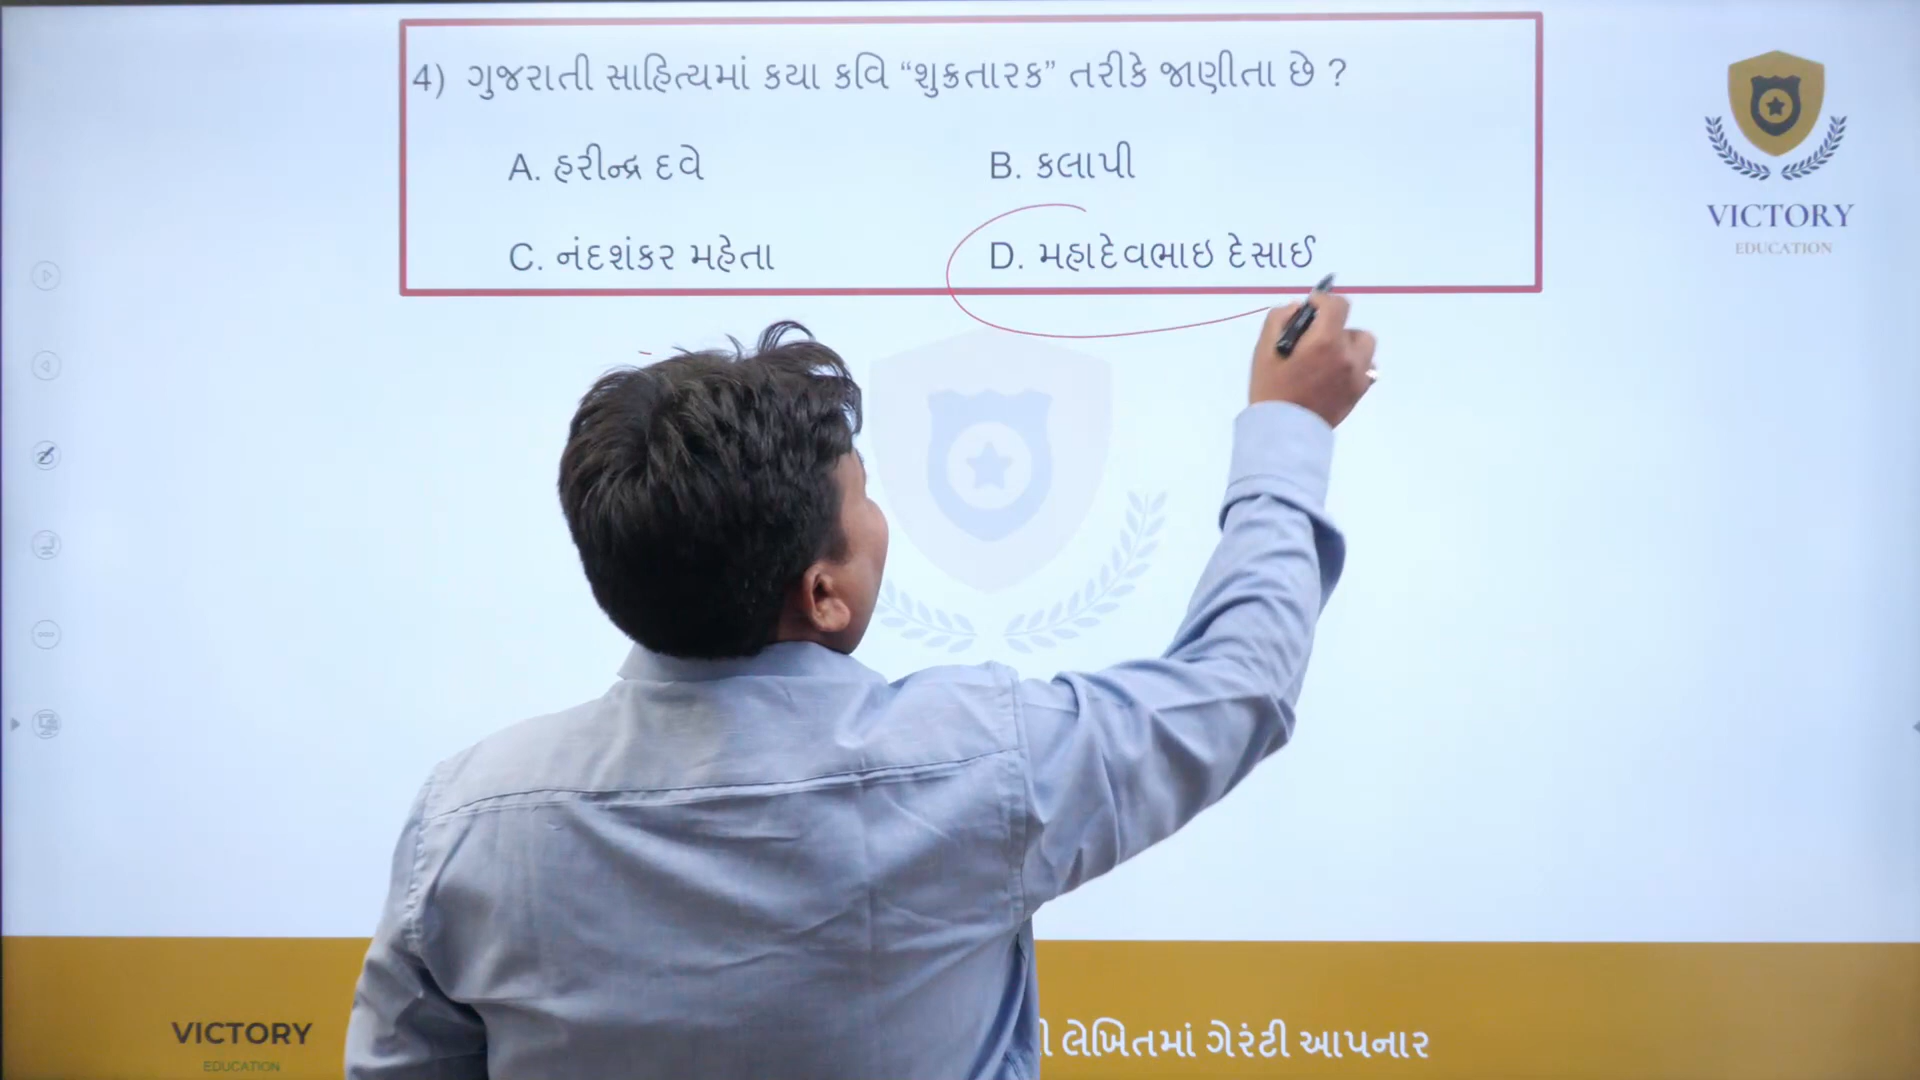 4) ગુજરાતી સાહિત્યમાં કયા કવિ “શુક્રતારક” તરીકે જાણીતા છે ?
A. હરીન્દ્ર દવે
B. કલાપી
C. નંદશંકર મહેતા
D. મહાદેવભાઇ દેસાઈ
VICTORY
EDUCATION
VICTORY
EDUCATION
લેખિતમાં ગેરંટી આપનાર